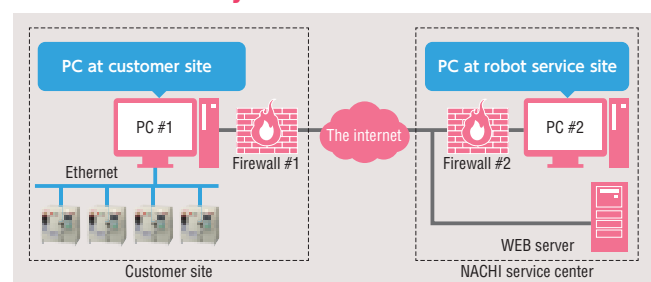 PC at customer site
PC at robot service site
PC #1
The internet
PC #2
Firewall #1
Firewall #2
Ethernet
WEB server
Customer site
NACHI service center